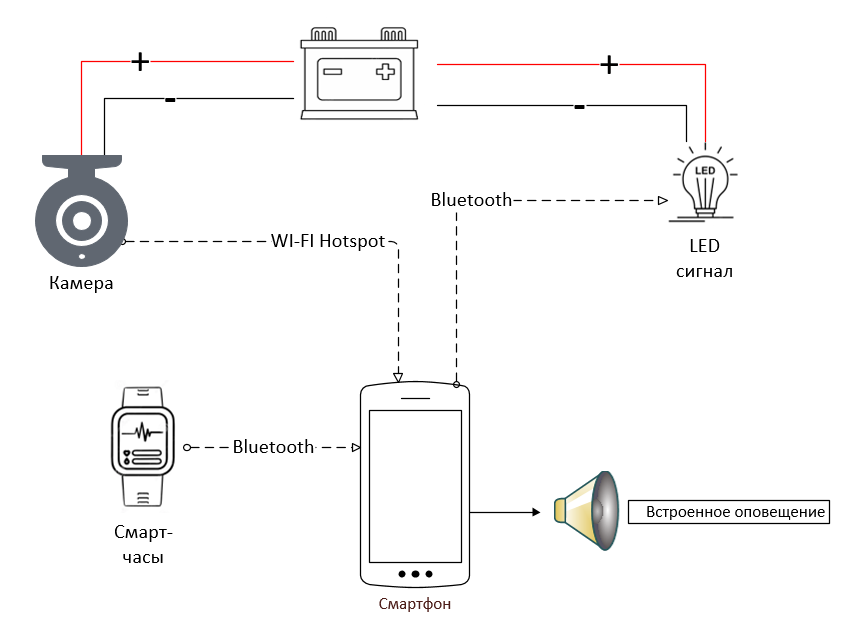 +
+
-
-
LED
Bluetooth
WI-FI Hotspot
LED
сигнал
Камера
Bluetooth
Встроенное оповещение
Смарт-
часы
Смартфон